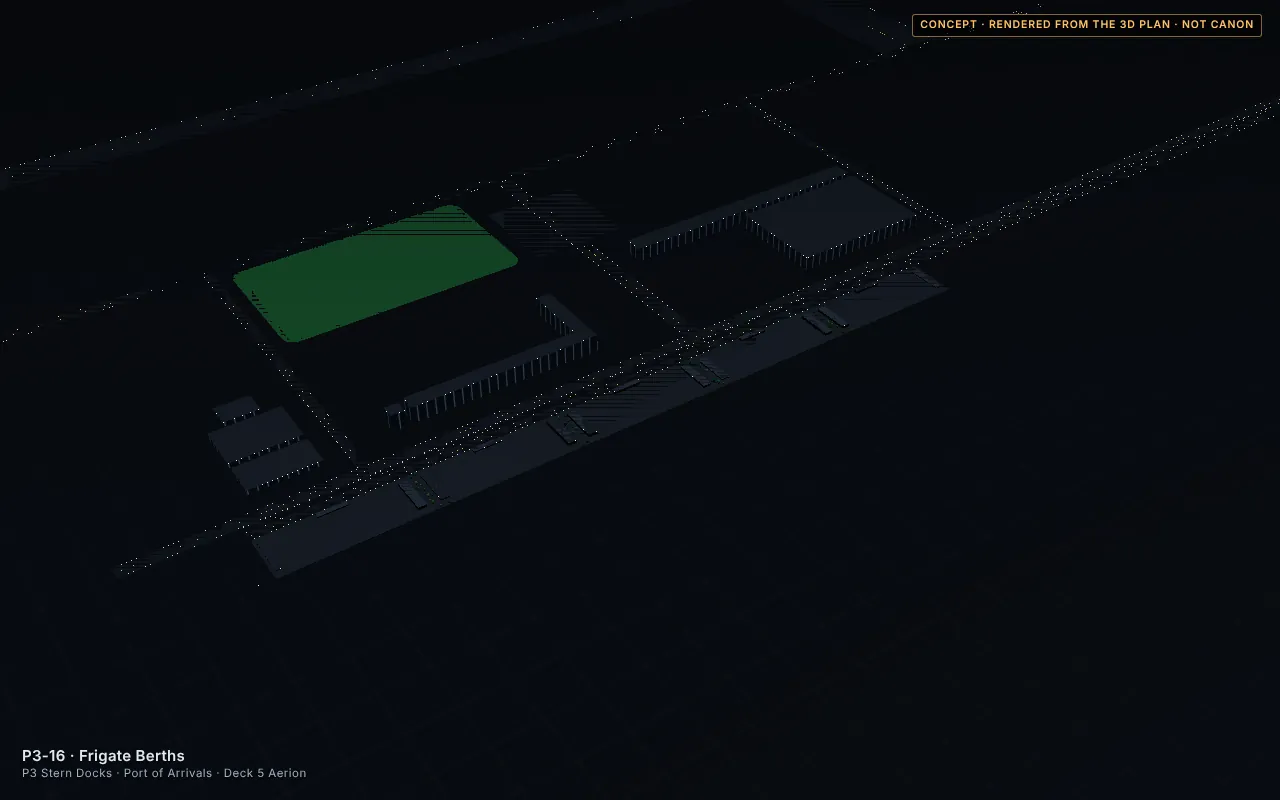 CONCEPT · RENDERED FROM THE 3D PLAN · NOT CANON
P3-16 · Frigate Berths
P3 Stern Docks · Port of Arrivals · Deck 5 Aerion